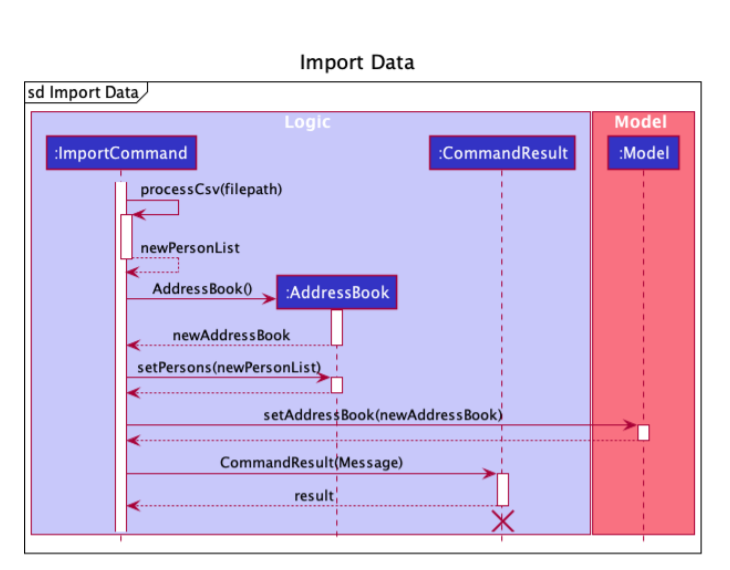 Import Data
sd Import Data
Logic
Model
:ImportCommand
:CommandResult
:Model
processCsv(filepath)
newPersonList
AddressBook()
:AddressBook
newAddressBook
setPersons(newPersonList)
setAddressBook(newAddressBook)
CommandResult(Message)
result